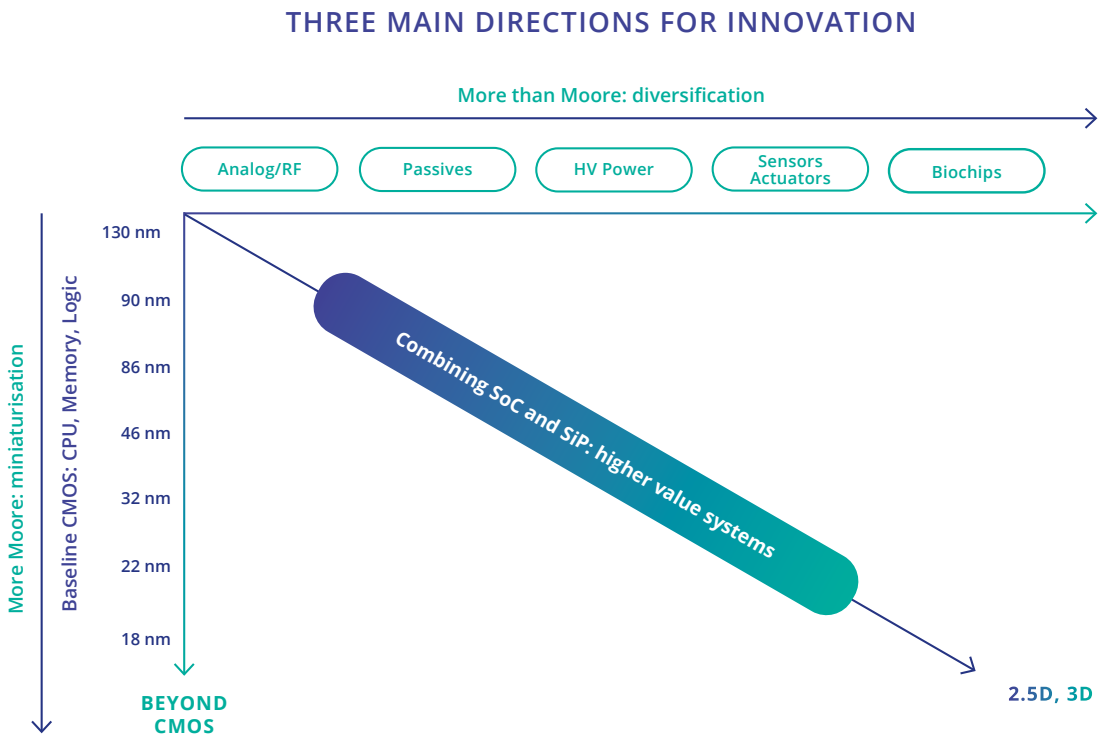 THREE MAIN DIRECTIONS FOR INNOVATION
More than Moore: diversification
Analog/RF
Passives
HV Power
Sensors
Actuators
Biochips
More Moore: miniaturisation
Baseline CMOS: CPU, Memory, Logic
130 nm
90 nm
86 nm
46 nm
32 nm
22 nm
18 nm
Combining SoC and SiP: higher value systems
BEYOND
CMOS
2.5D, 3D